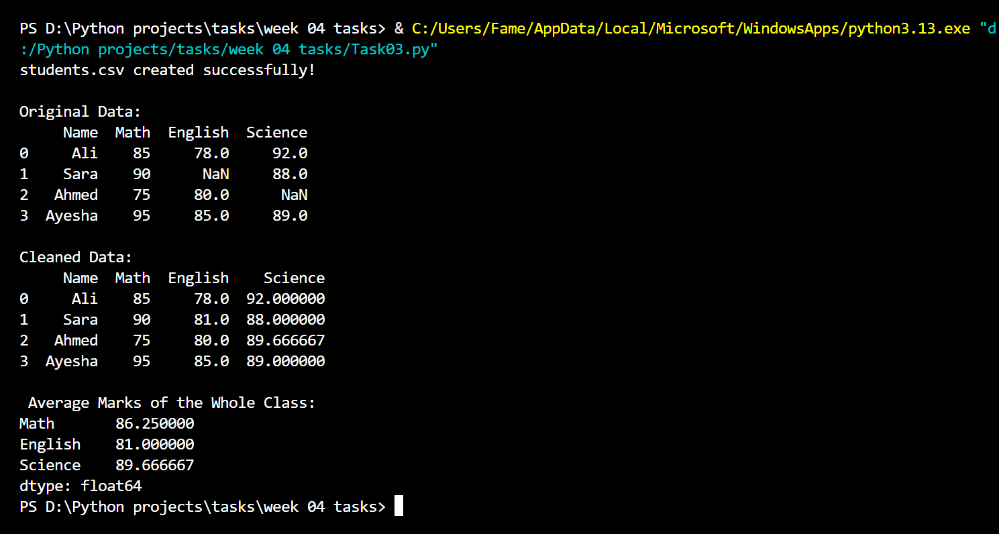 PS D:\Python projects\tasks\week 04 tasks> & C:/Users/Fame/AppData/Local/Microsoft/WindowsApps/python3.13.exe "d
:/Python projects/tasks/week 04 tasks/Task03.py"
students.csv created successfully!

Original Data:
     Name  Math  English  Science
0     Ali    85     78.0     92.0
1    Sara    90      NaN     88.0
2   Ahmed    75     80.0      NaN
3  Ayesha    95     85.0     89.0

Cleaned Data:
     Name  Math  English    Science
0     Ali    85     78.0  92.000000
1    Sara    90     81.0  88.000000
2   Ahmed    75     80.0  89.666667
3  Ayesha    95     85.0  89.000000

 Average Marks of the Whole Class:
Math       86.250000
English    81.000000
Science    89.666667
dtype: float64
PS D:\Python projects\tasks\week 04 tasks>